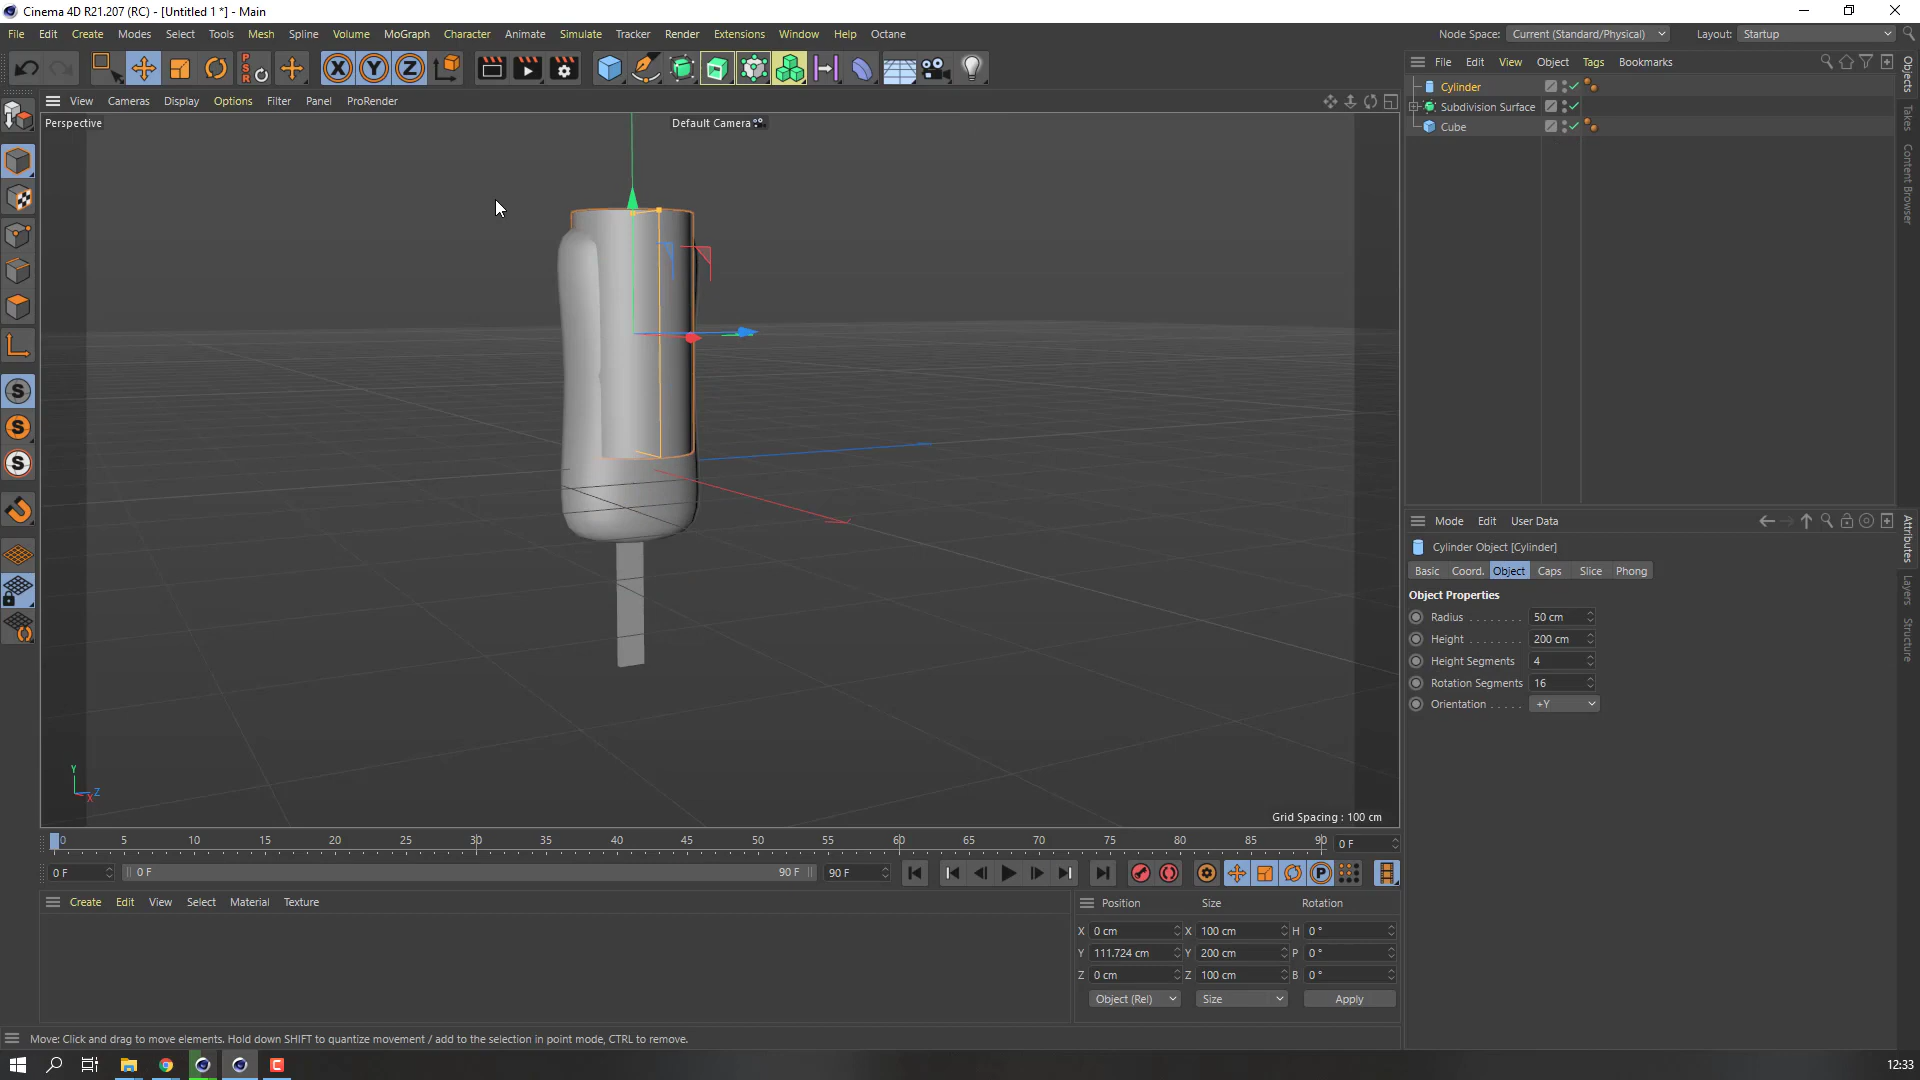 Cinema 4D R21.207 (RC) - [Untitled 1 *] - Main
File Edit Create Modes Select Tools Mesh Spline Volume MoGraph Character Animate Simulate Tracker Render Extensions Window Help Octane
Node Space: Current (Standard/Physical) Layout: Startup
View Cameras Display Options Filter Panel ProRender
Perspective
Default Camera
File Edit View Object Tags Bookmarks
Cylinder
Subdivision Surface
Cube
Objects
Takes
Content Browser
Mode Edit User Data
Cylinder Object [Cylinder]
Basic Coord. Object Caps Slice Phong
Object Properties
Radius . . . . . . . . 50 cm
Height . . . . . . . . 200 cm
Height Segments 4
Rotation Segments 16
Orientation . . . . . +Y
Attributes
Layers
Structure
X Y Z
P S R
S
S
S
Y
Z
X
Grid Spacing : 100 cm
0 5 10 15 20 25 30 35 40 45 50 55 60 65 70 75 80 85 90 0 F
0 F 0 F 90 F 90 F
P
Create Edit View Select Material Texture
Position Size Rotation
X 0 cm X 100 cm H 0 °
Y 111.724 cm Y 200 cm P 0 °
Z 0 cm Z 100 cm B 0 °
Object (Rel) Size Apply
Move: Click and drag to move elements. Hold down SHIFT to quantize movement / add to the selection in point mode, CTRL to remove.
12:33